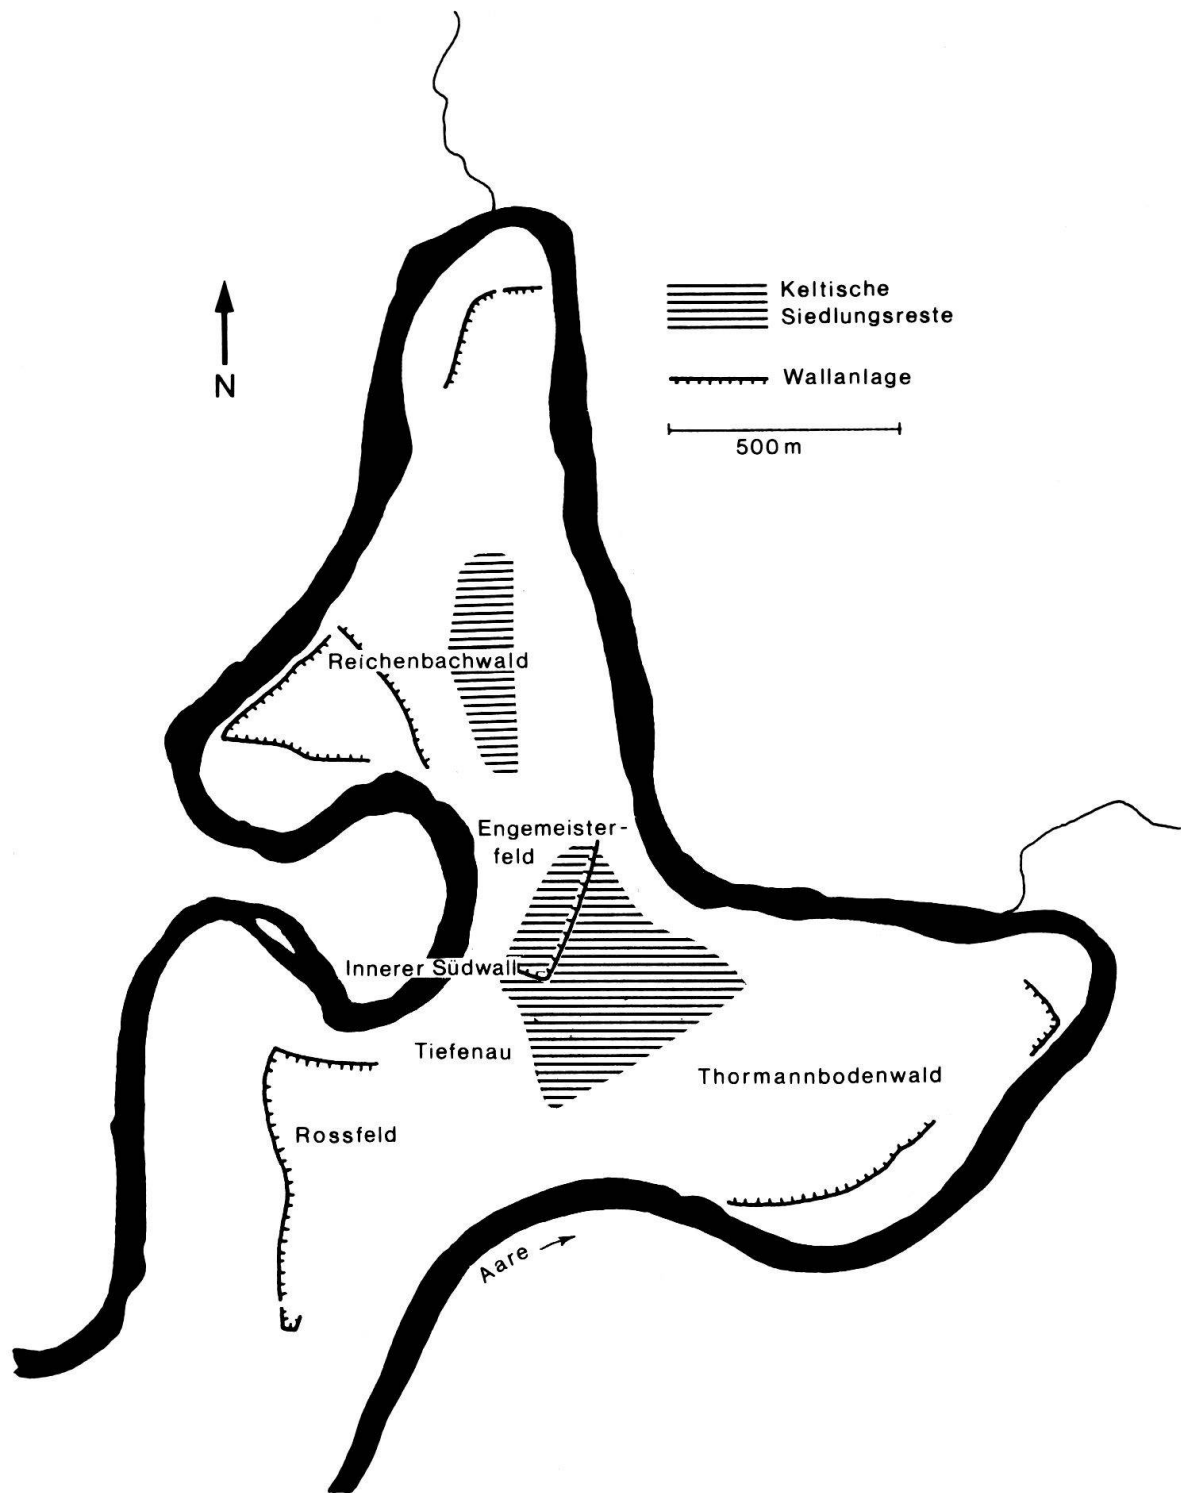 Keltische
Siedlungsreste
N
Wallanlage
500 m
Reichenbachwald
Engemeister-
feld
Innerer Südwall
Tiefenau
Thormannbodenwald
Rossfeld
Aare